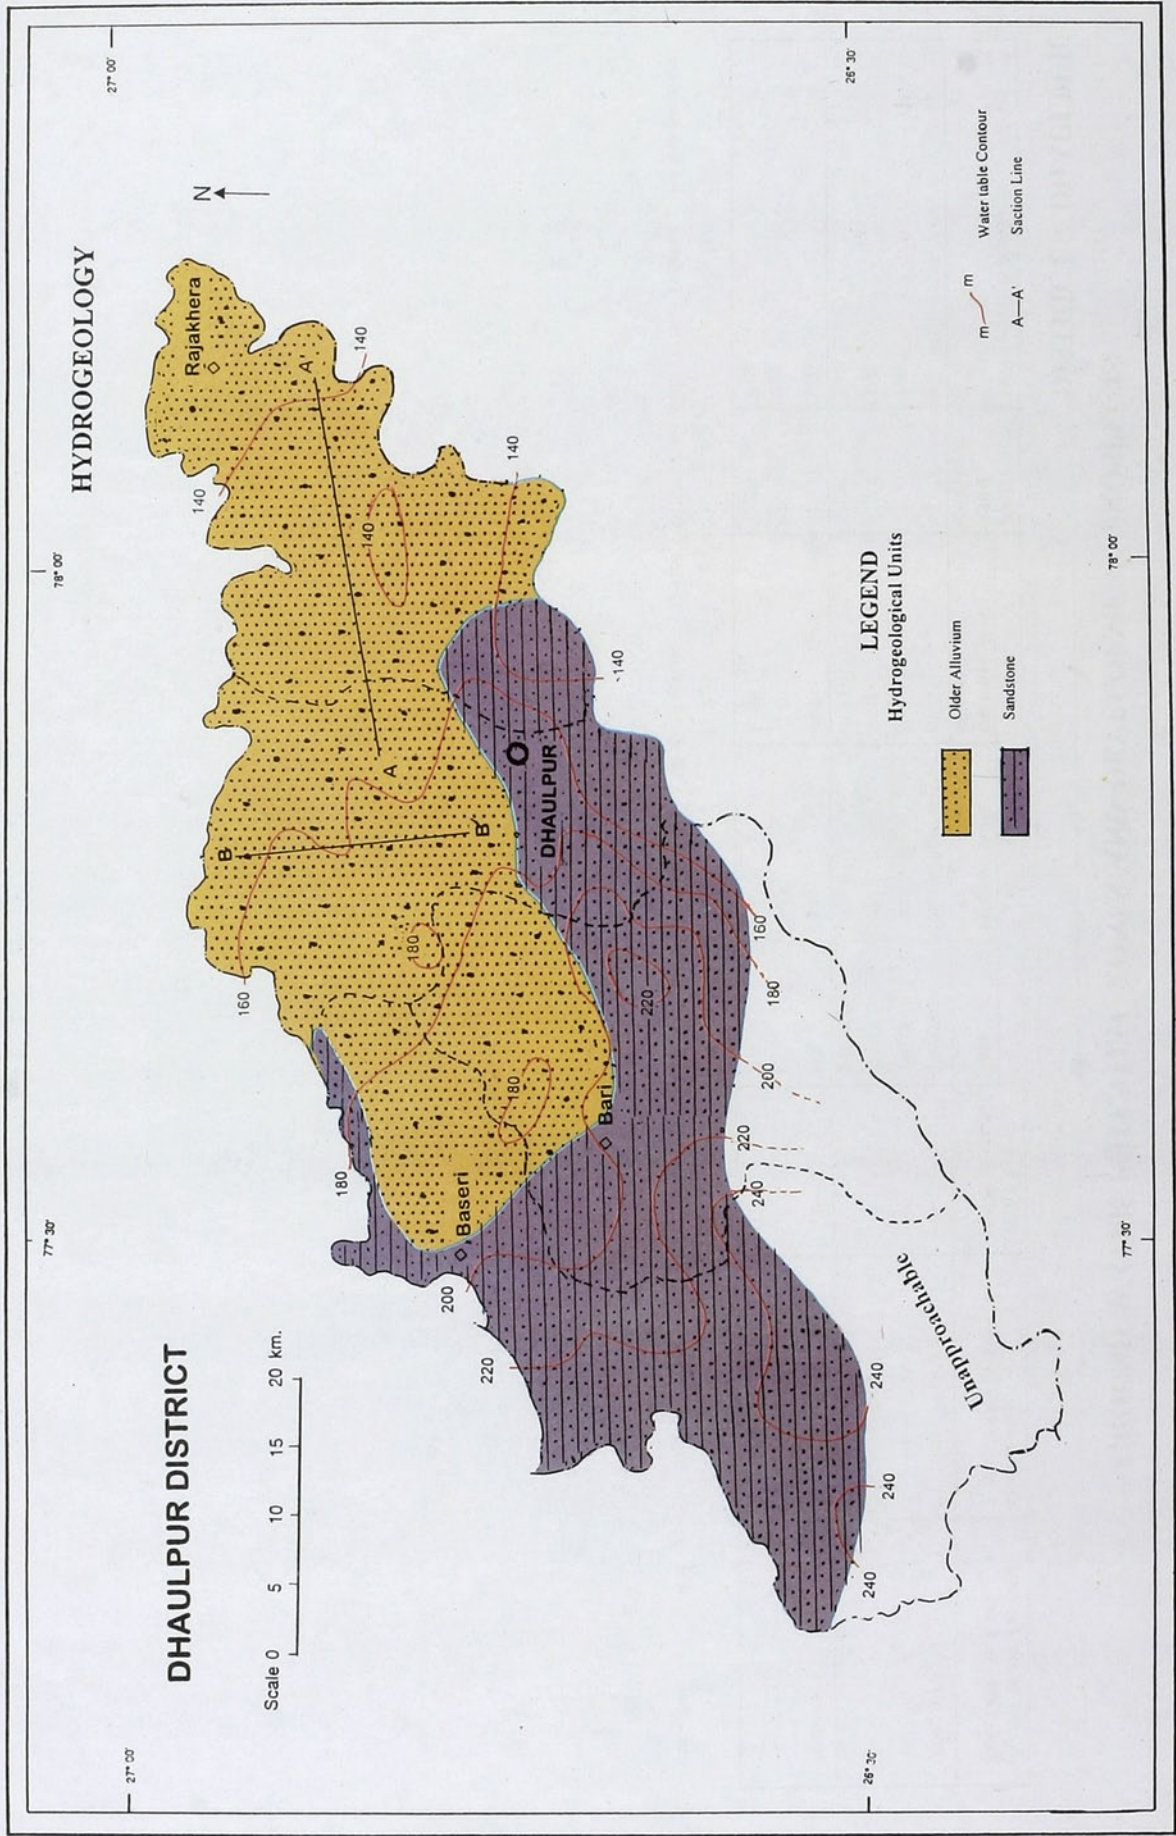 DHAULPUR DISTRICT
HYDROGEOLOGY
Scale 0 5 10 15 20 km.
N
77° 30'
78° 00'
27° 00'
27° 00'
26° 30'
26° 30'
77° 30'
78° 00'
Rajakhera
A'
140
140
140
140
-140
A
B
B'
DHAULPUR
160
180
180
180
Baseri
Bari
200
220
220
160
180
200
220
240
240
240
240
Unapproachable
LEGEND
Hydrogeological Units
Older Alluvium
Sandstone
m m Water table Contour
A—A' Saction Line